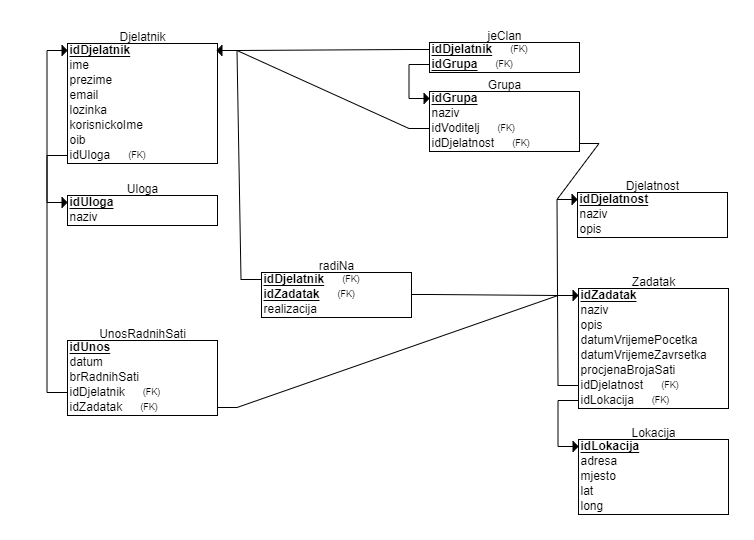 Djelatnik
idDjelatnik
ime
prezime
email
lozinka
korisnickoIme
oib
idUloga (FK)
jeClan
idDjelatnik (FK)
idGrupa (FK)
Grupa
idGrupa
naziv
idVoditelj (FK)
idDjelatnost (FK)
Uloga
idUloga
naziv
Djelatnost
idDjelatnost
naziv
opis
radiNa
idDjelatnik (FK)
idZadatak (FK)
realizacija
Zadatak
idZadatak
naziv
opis
datumVrijemePocetka
datumVrijemeZavrsetka
procjenaBrojaSati
idDjelatnost (FK)
idLokacija (FK)
UnosRadnihSati
idUnos
datum
brRadnihSati
idDjelatnik (FK)
idZadatak (FK)
Lokacija
idLokacija
adresa
mjesto
lat
long